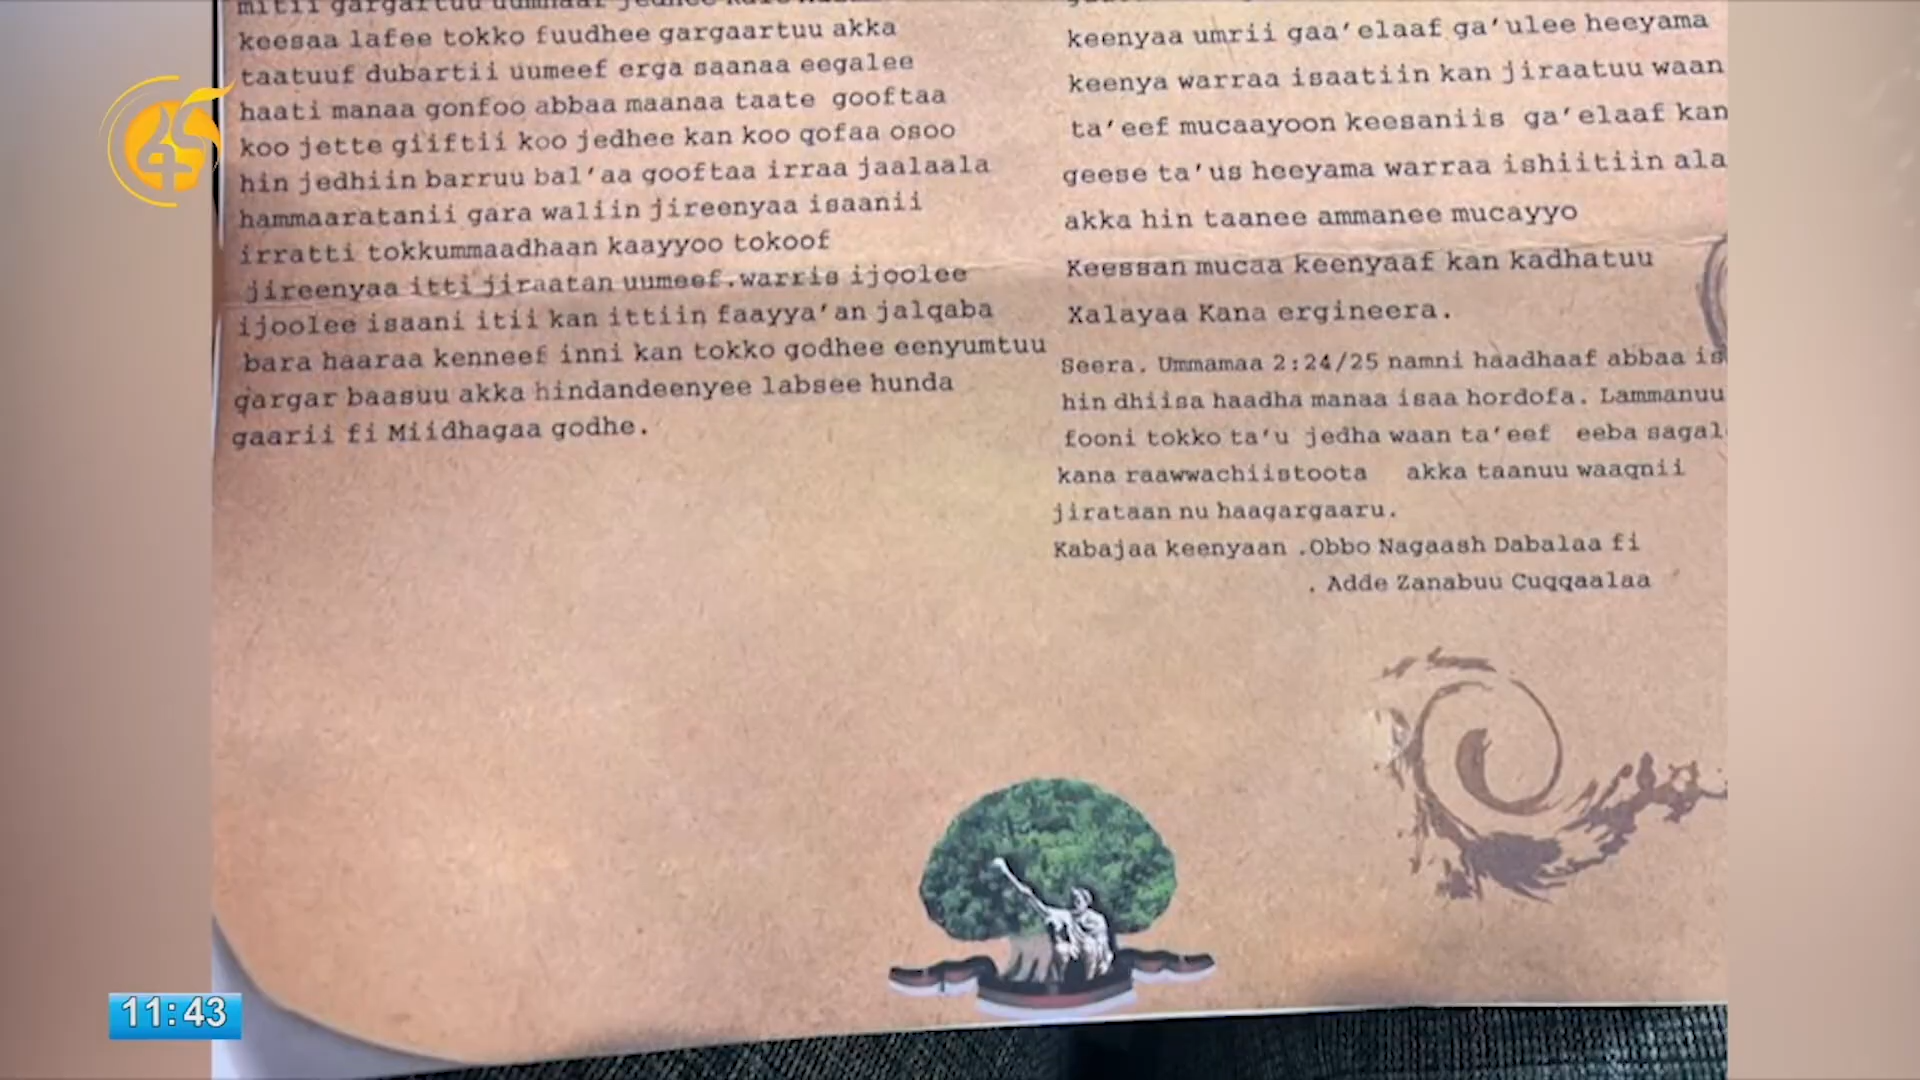 mitii gargartuu
keesaa lafee tokko fuudhee gargaartuu akka
taatuuf dubartii uumeef erga saanaa eegalee
haati manaa gonfoo abbaa maanaa taate gooftaa
koo jette giiftii koo jedhee kan koo qofaa osoo
hin jedhiin barruu bal’aa gooftaa irraa jaalaala
hammaaratanii gara waliin jireenyaa isaanii
irratti tokkummaadhaan kaayyoo tokoof
jireenyaa itti jiraatan uumeef.warris ijoolee
ijoolee isaani itii kan ittiin faayya’an jalqaba
bara haaraa kenneef inni kan tokko godhee eenyumtuu
gargar baasuu akka hindandeenyee labsee hunda
gaarii fi Miidhagaa godhe.
keenyaa umrii gaa’elaaf ga’ulee heeyama
keenya warraa isaatiin kan jiraatuu waan
ta’eef mucaayoon keesaniis ga’elaaf kan
geese ta’us heeyama warraa ishiitiin ala
akka hin taanee ammanee mucayyo
Keessan mucaa keenyaaf kan kadhatuu
Xalayaa Kana ergineera.
Seera. Ummamaa 2:24/25 namni haadhaaf abbaa is
hin dhiisa haadha manaa isaa hordofa. Lammanuu
fooni tokko ta’u jedha waan ta’eef eeba sagal
kana raawwachiistoota akka taanuu waaqnii
jirataan nu haagargaaru.
Kabajaa keenyaan .Obbo Nagaash Dabalaa fi
. Adde Zanabuu Cuqqaalaa
11:43